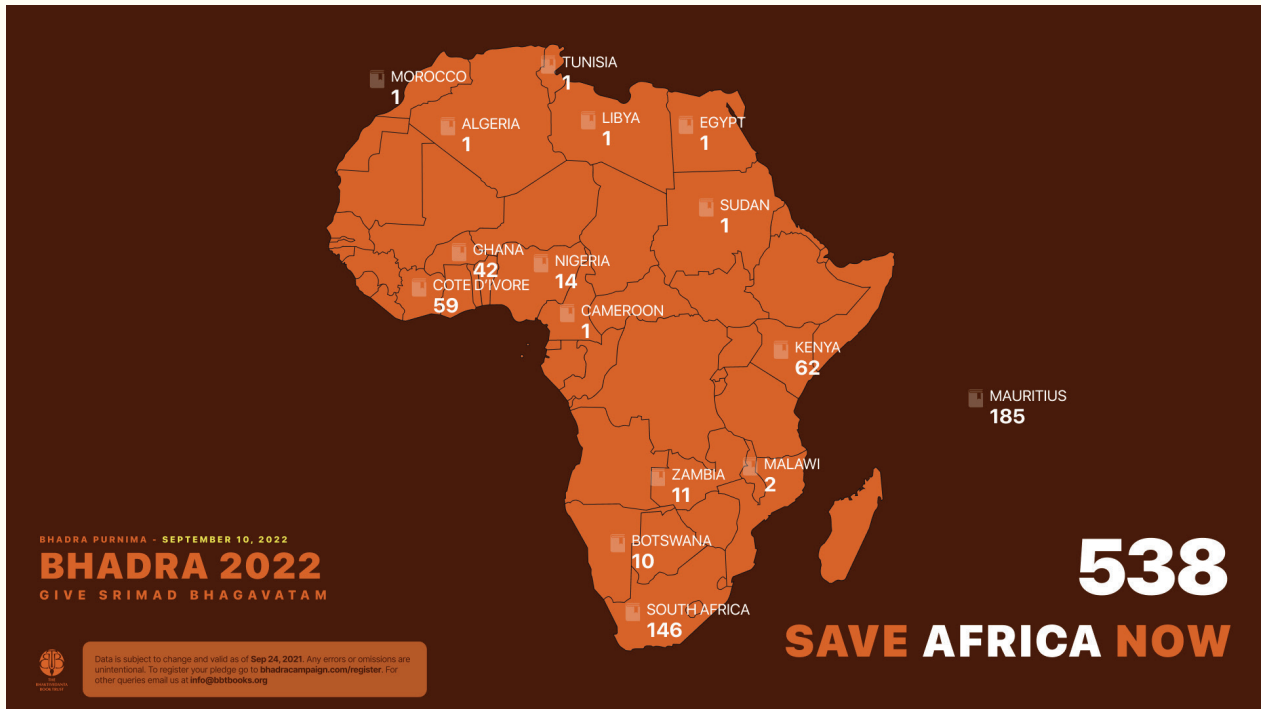 MOROCCO
1
TUNISIA
1
ALGERIA
1
LIBYA
1
EGYPT
1
SUDAN
1
GHANA
42
NIGERIA
14
COTE D'IVORE
59
CAMEROON
1
KENYA
62
MAURITIUS
185
ZAMBIA
11
MALAWI
2
BOTSWANA
10
SOUTH AFRICA
146
BHADRA PURNIMA - SEPTEMBER 10, 2022
BHADRA 2022
GIVE SRIMAD BHAGAVATAM
538
SAVE AFRICA NOW
THE
BHAKTIVEDANTA
BOOK TRUST
Data is subject to change and valid as of Sep 24, 2021. Any errors or omissions are
unintentional. To register your pledge go to bhadracampaign.com/register. For
other queries email us at info@bbtbooks.org